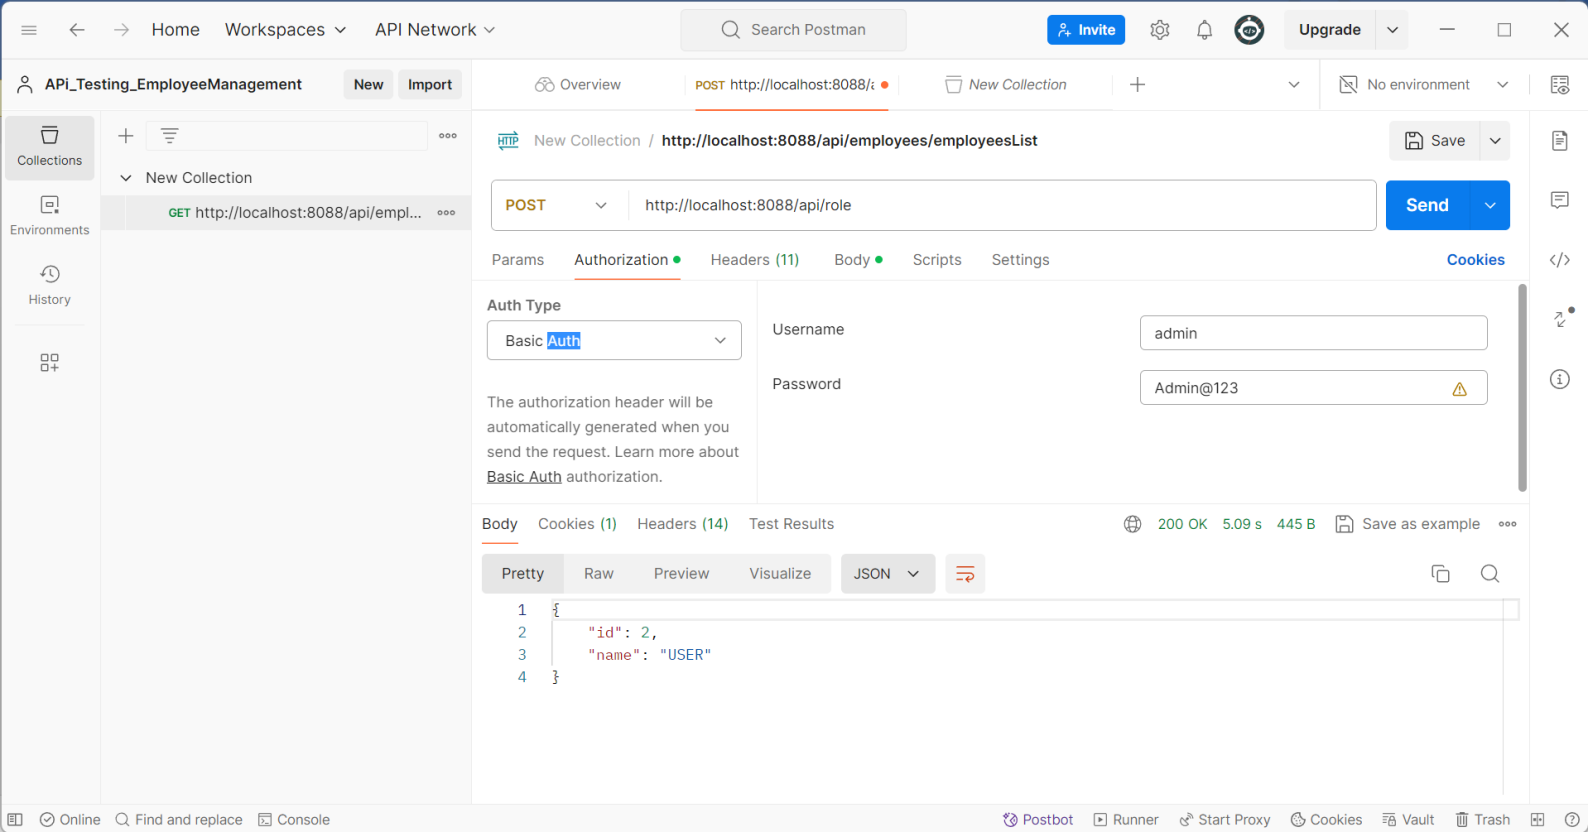 Home Workspaces API Network Search Postman Invite Upgrade
APi_Testing_EmployeeManagement New Import Overview POST http://localhost:8088/a New Collection No environment
Collections
New Collection
GET http://localhost:8088/api/empl...
Environments
History
HTTP New Collection / http://localhost:8088/api/employees/employeesList Save
POST http://localhost:8088/api/role Send
Params Authorization Headers (11) Body Scripts Settings Cookies
Auth Type
Basic Auth
Username admin
Password Admin@123
The authorization header will be
automatically generated when you
send the request. Learn more about
Basic Auth authorization.
Body Cookies (1) Headers (14) Test Results 200 OK 5.09 s 445 B Save as example
Pretty Raw Preview Visualize JSON
1 {
2 "id": 2,
3 "name": "USER"
4 }
Online Find and replace Console Postbot Runner Start Proxy Cookies Vault Trash